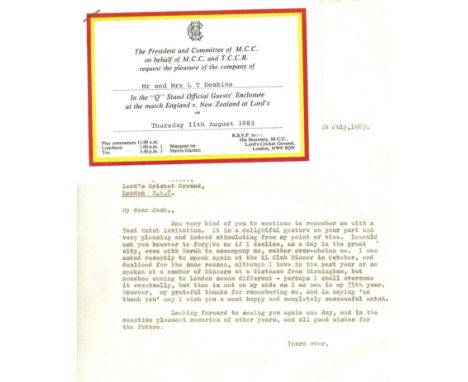 The President and Committee of M.C.C.
on behalf of M.C.C. and T.C.C.B.
request the pleasure of the company of
Mr and Mrs L T Deakins
In the "Q" Stand Official Guests' Enclosure
at the match England v. New Zealand at Lord's
on
Thursday 11th August 1983
Play commences 11.00 a.m.
Luncheon 1.00 p.m.
Tea 3.40 p.m.
Marquee on
Harris Garden
R.S.V.P. to:—
The Secretary, M.C.C.,
Lord's Cricket Ground,
London, NW8 8QN
th July, 1983.
Lord's Cricket Ground,
London N.W.8.
My dear Jack,,
How very kind of you to continue to remember me with a
Test match invitation. It is a delightful gesture on your part and
very pleasing and indeed stimulating from my point of view. I would
ask you however to forgive me if I decline, as a day in the great
city, even with Sarah to accompany me, rather over-whelms me. I was
asked recently to speak again at the 21 Club Dinner in October, and
declined for the same reasons, although I have in the past year or so
spoken at a number of Dinners at a distance from Birmingham, but
somehow coming to London seems different - perhaps I shall overcome
it eventually, but time is not on my side as I am now in my 75th year.
However, my grateful thanks for remembering me, and in saying 'no
thank you' may I wish you a most happy and completely successful match.
Looking forward to seeing you again one day, and in the
meantime pleasant memories of other years, and all good wishes for
the future.
Yours ever,